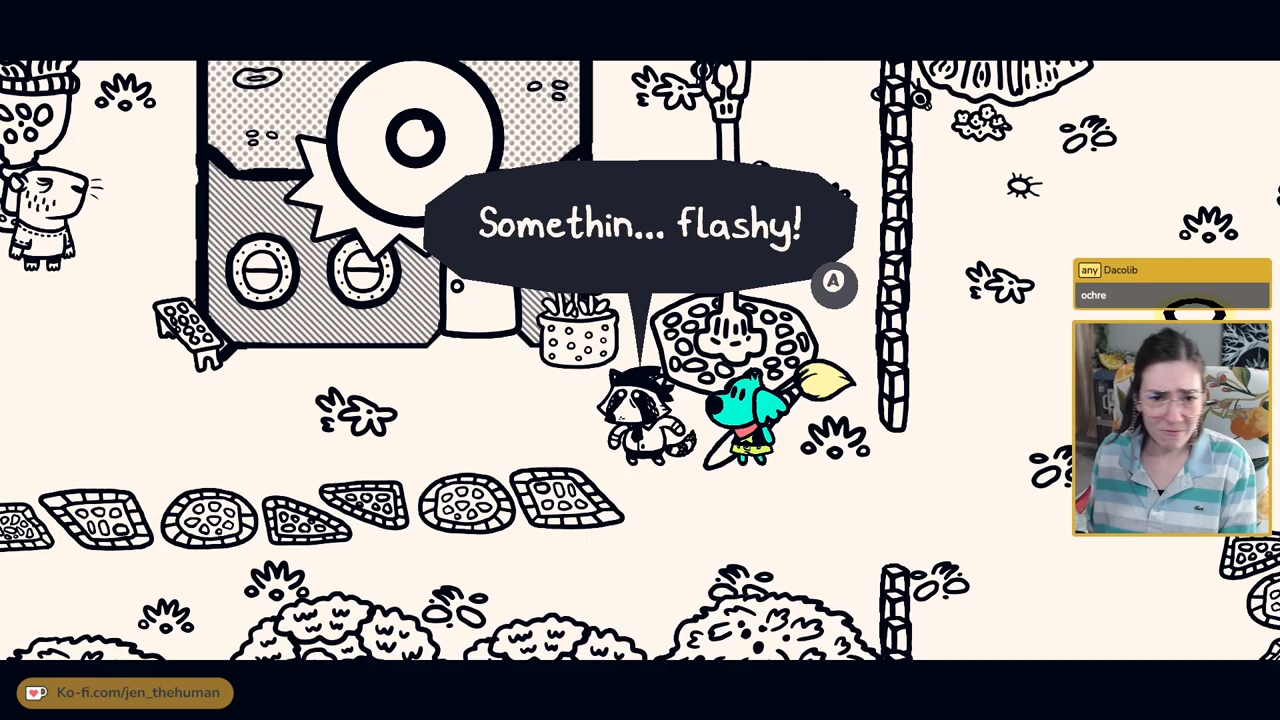 Somethin... flashy!
A
any Dacolib
ochre
Ko-fi.com/jen_thehuman